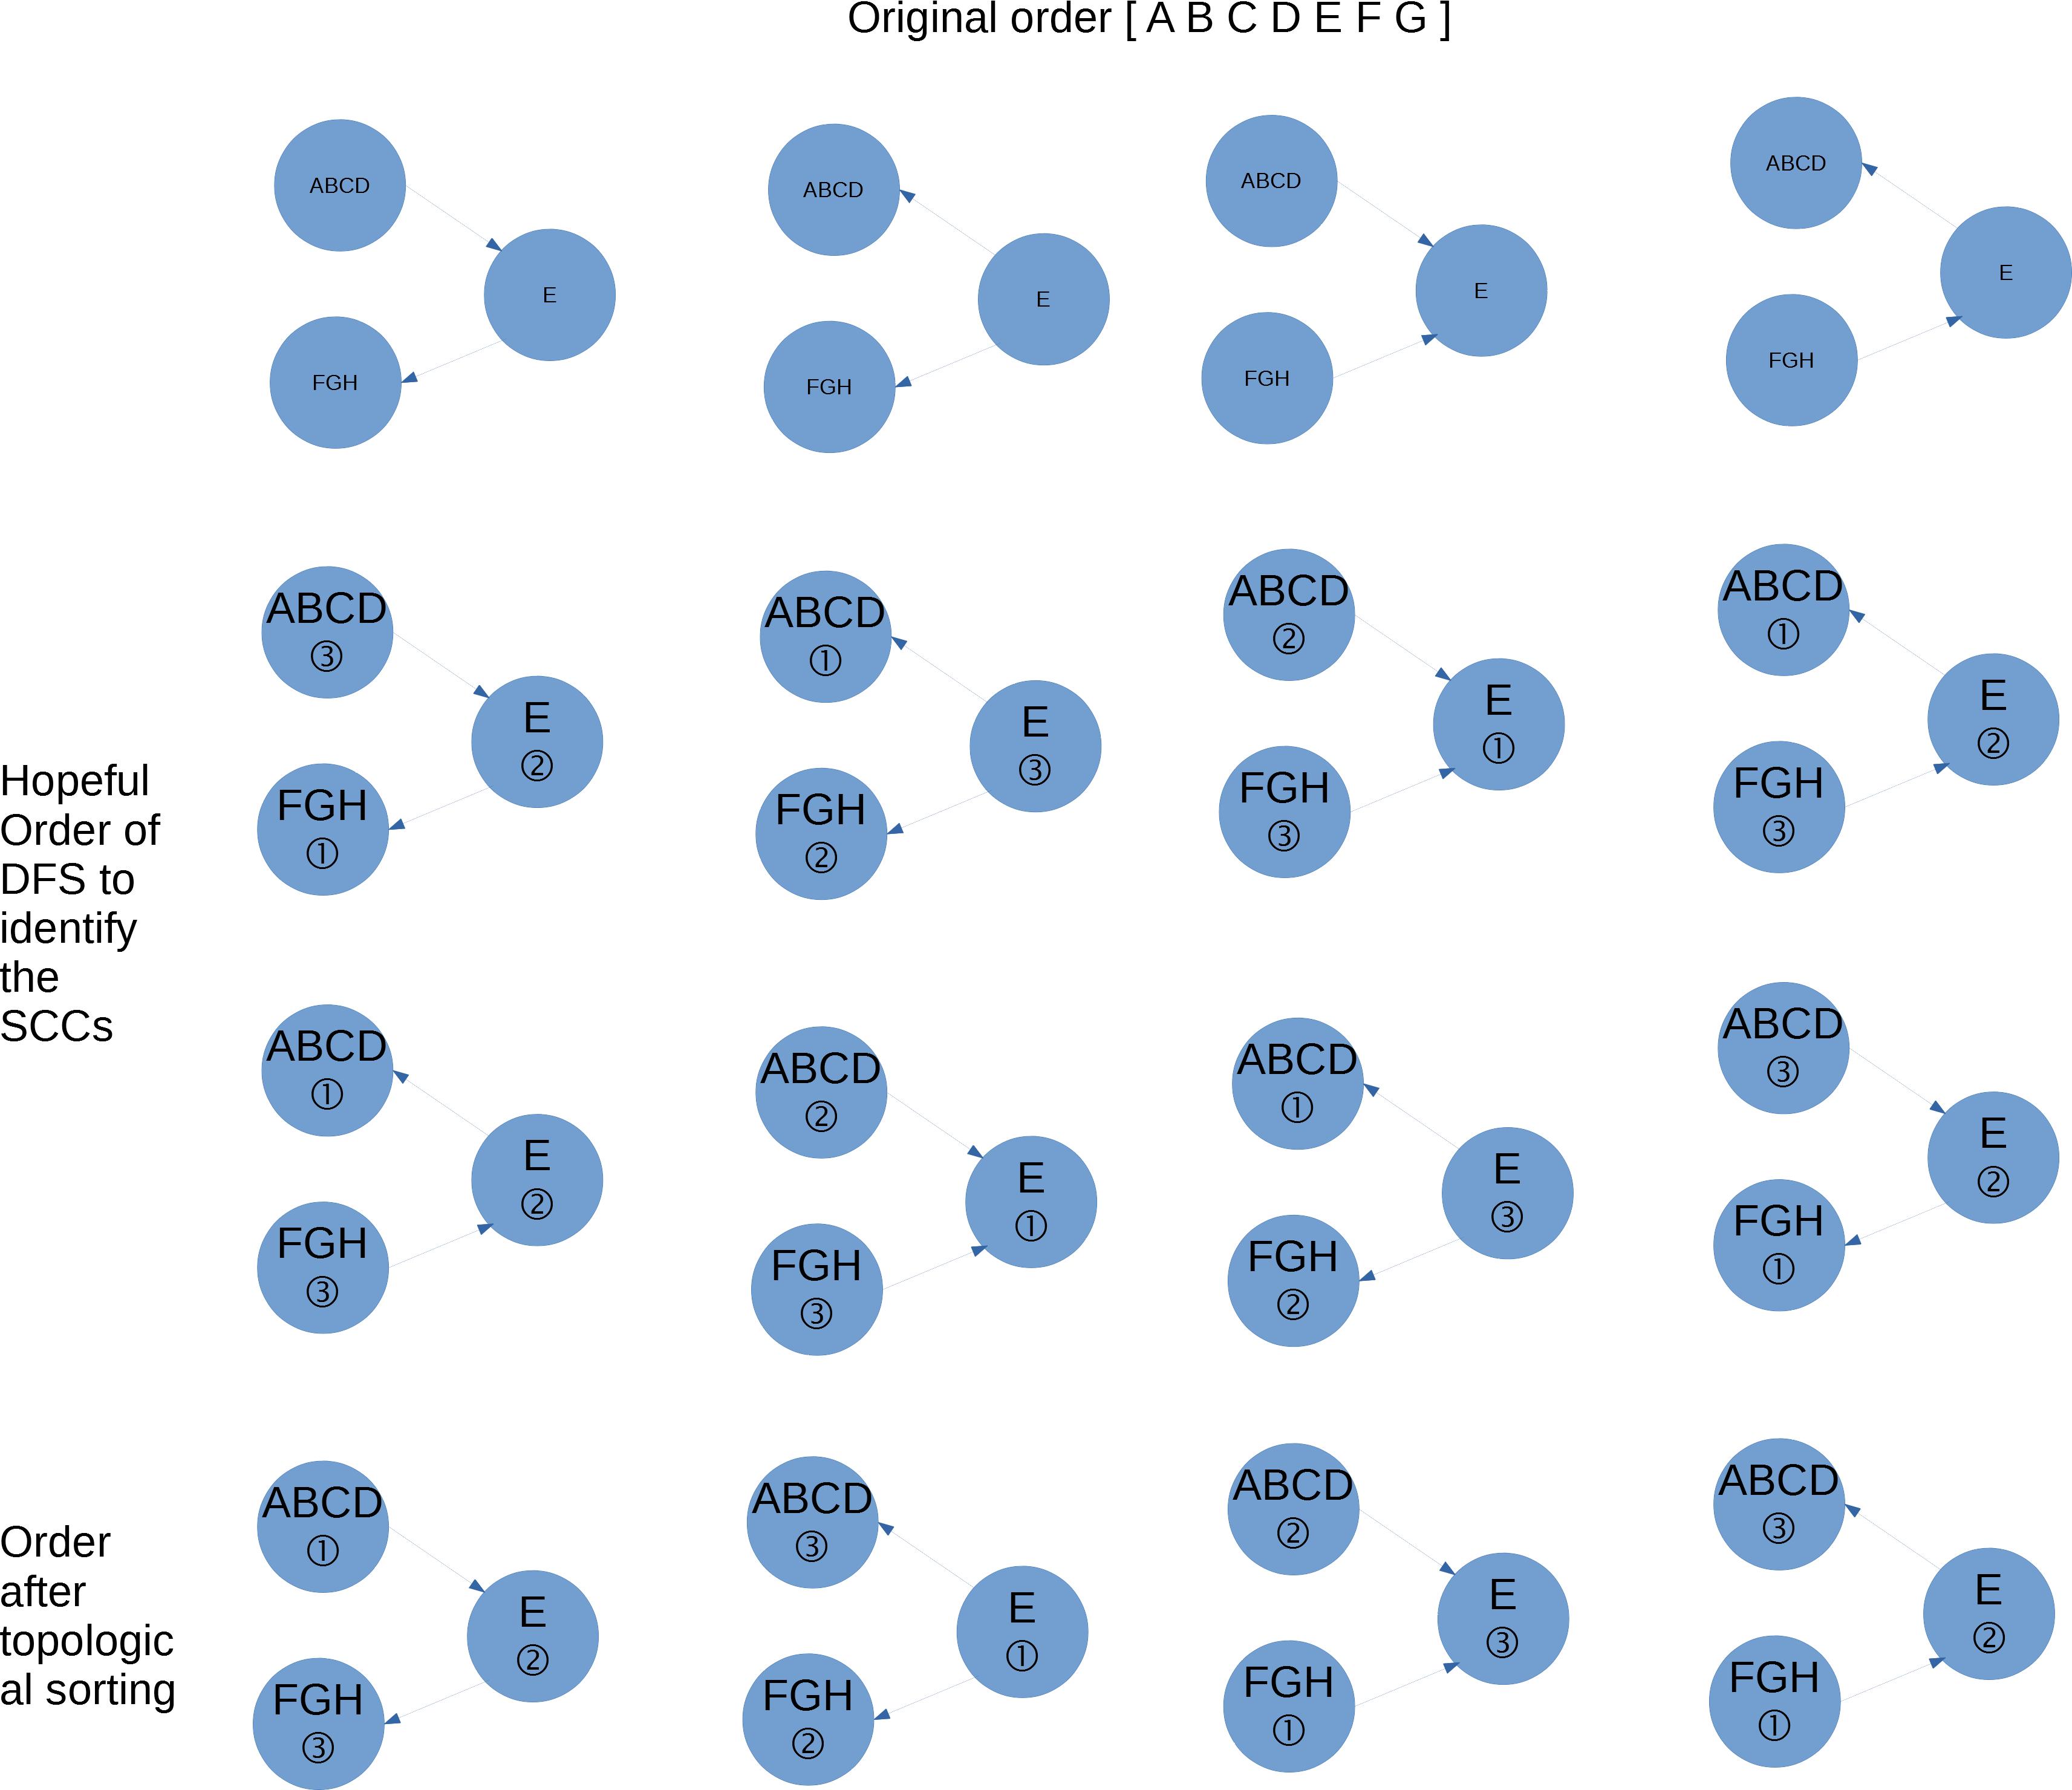 Original order [ A B C D E F G ]
ABCD
E
FGH
ABCD
E
FGH
ABCD
E
FGH
ABCD
E
FGH
Hopeful
Order of
DFS to
identify
the
SCCs
ABCD
③
E
②
FGH
①
ABCD
①
E
③
FGH
②
ABCD
②
E
①
FGH
③
ABCD
①
E
②
FGH
③
ABCD
①
E
②
FGH
③
ABCD
②
E
①
FGH
③
ABCD
①
E
③
FGH
②
ABCD
③
E
②
FGH
①
Order
after
topologic
al sorting
ABCD
①
E
②
FGH
③
ABCD
③
E
①
FGH
②
ABCD
②
E
③
FGH
①
ABCD
③
E
②
FGH
①